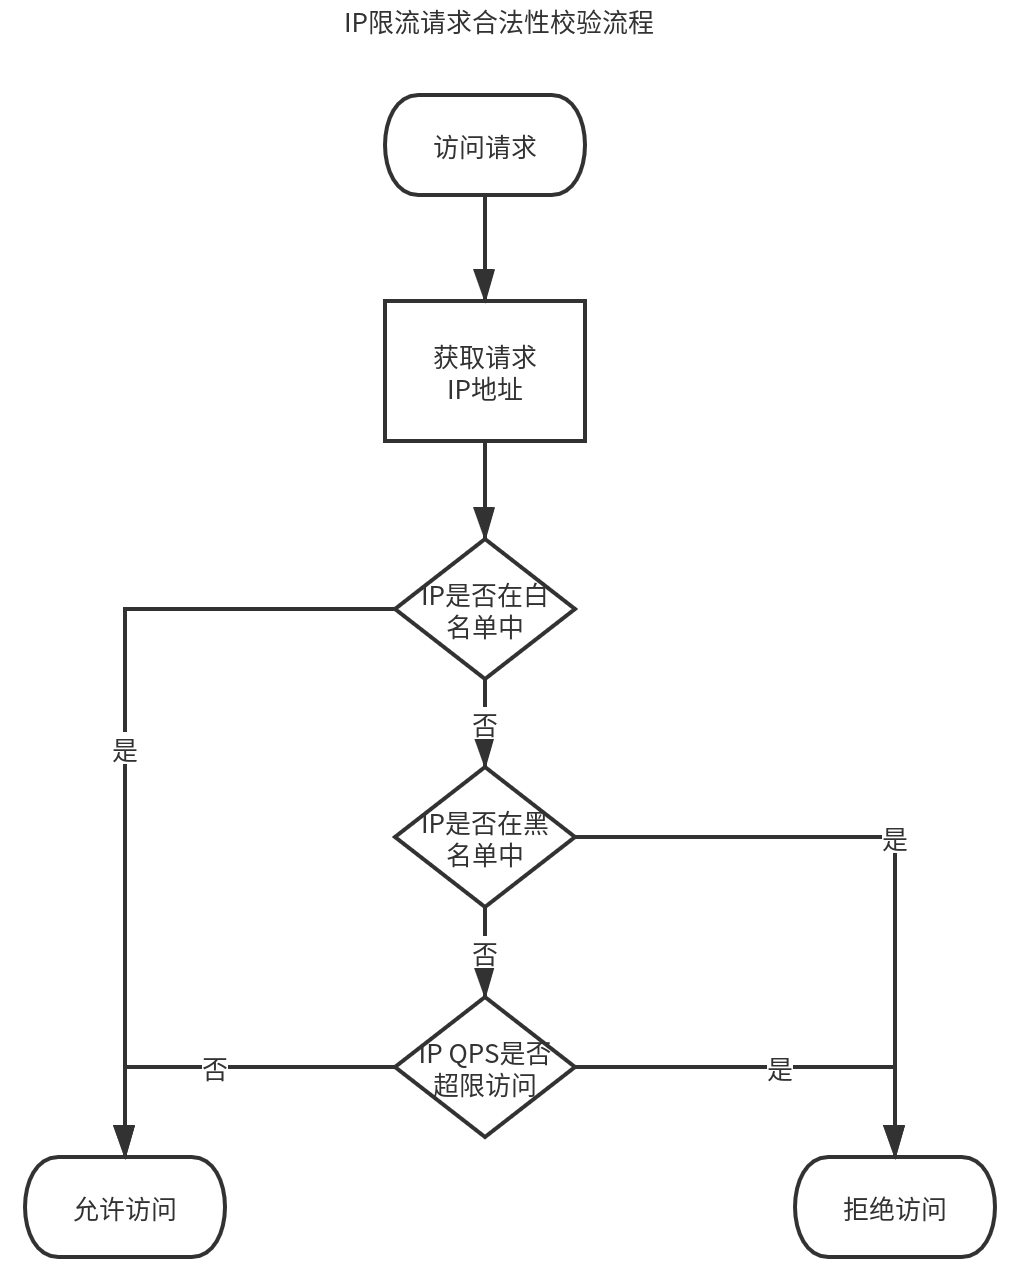 IP限流请求合法性校验流程
访问请求
获取请求
IP地址
IP是否在白
名单中
否
是
IP是否在黑
名单中
是
否
IP QPS是否
超限访问
否
是
允许访问
拒绝访问